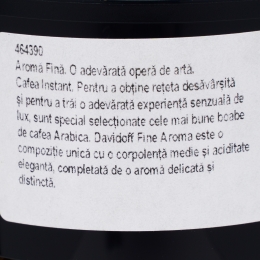 464390
Aroma Fină. O adevărată operă de artă.
Cafea Instant. Pentru a obține rețeta desăvârșită
și pentru a trăi o adevărată experiență senzuală de
lux, sunt special selecționate cele mai bune boabe
de cafea Arabica. Davidoff Fine Aroma este o
compoziție unică cu o corpolență medie și aciditate
elegantă, completată de o aromă delicată și
distinctă.